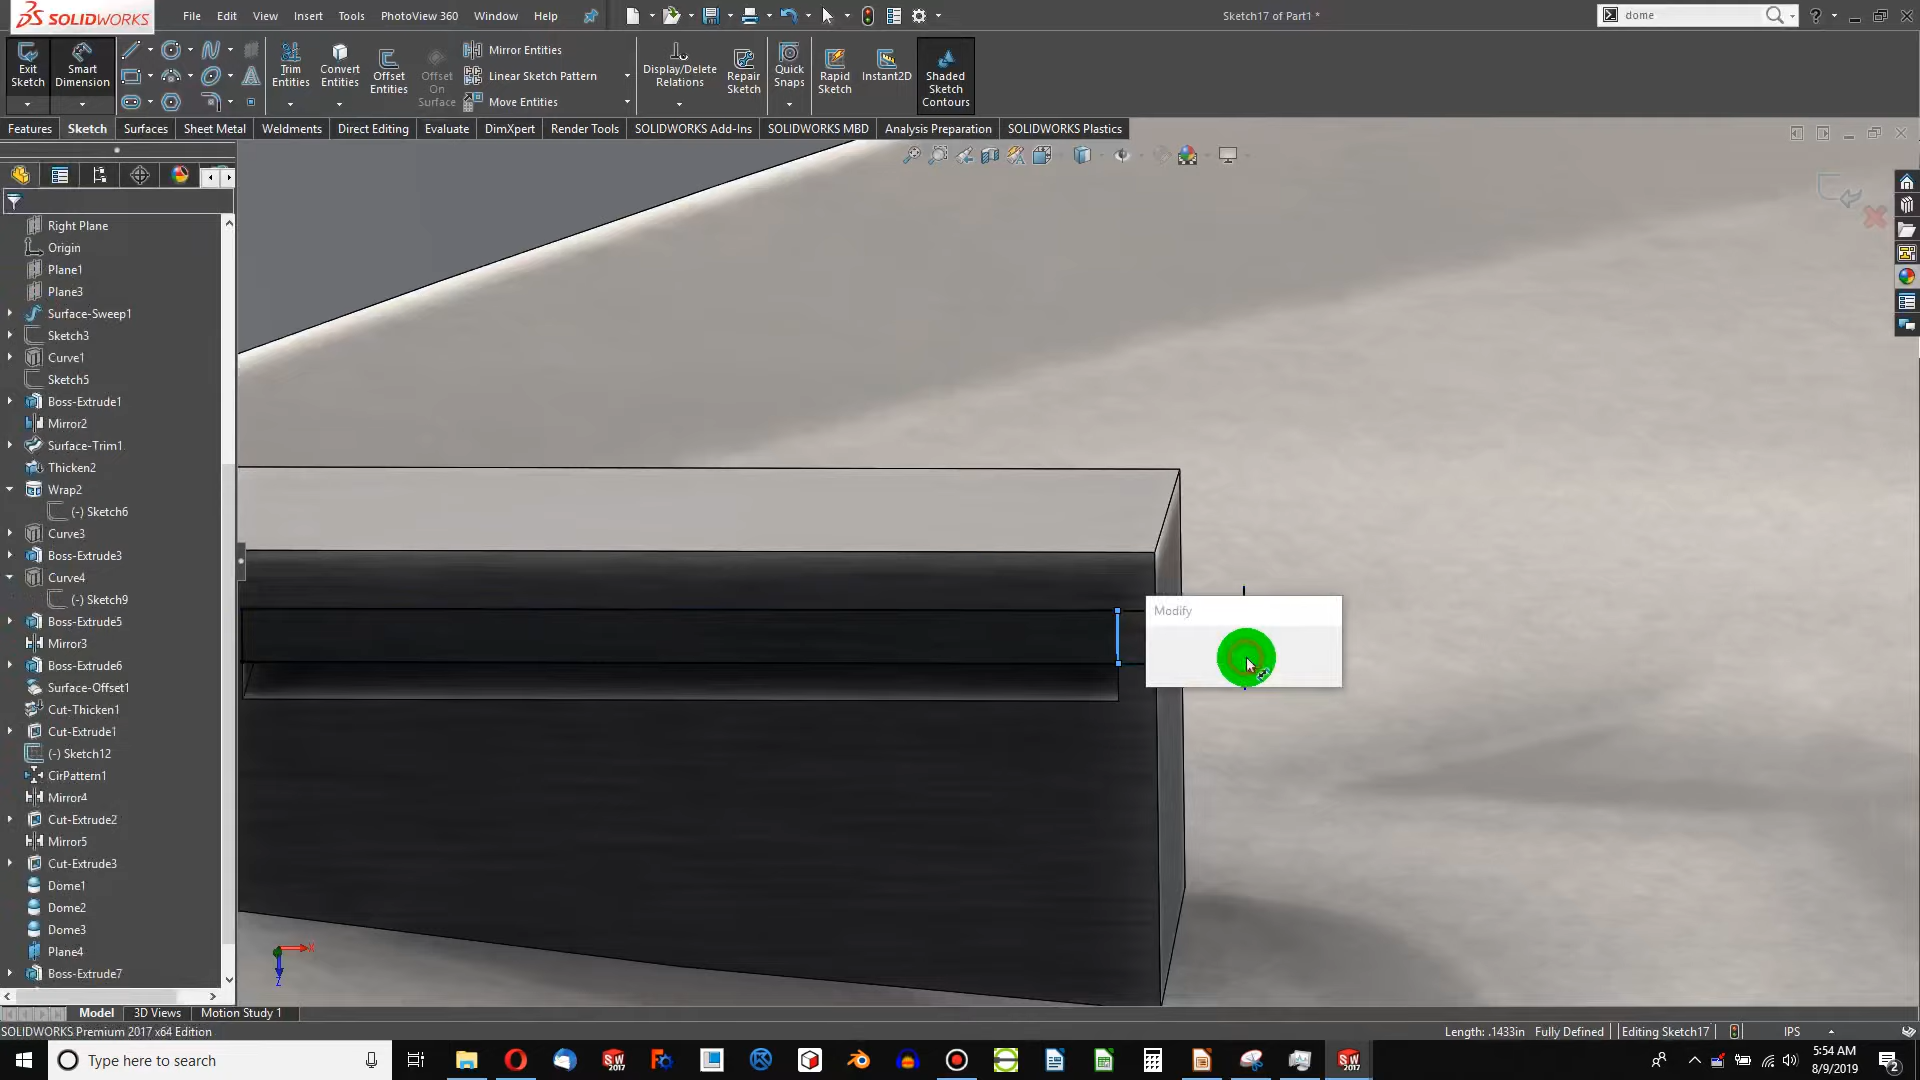 SOLIDWORKS
File Edit View Insert Tools PhotoView 360 Window Help
Sketch17 of Part1 *
dome
Exit Sketch
Smart Dimension
Trim Entities
Convert Entities
Offset Entities
Offset On Surface
Mirror Entities
Linear Sketch Pattern
Move Entities
Display/Delete Relations
Repair Sketch
Quick Snaps
Rapid Sketch
Instant2D
Shaded Sketch Contours
Features Sketch Surfaces Sheet Metal Weldments Direct Editing Evaluate DimXpert Render Tools SOLIDWORKS Add-Ins SOLIDWORKS MBD Analysis Preparation SOLIDWORKS Plastics
Right Plane
Origin
Plane1
Plane3
Surface-Sweep1
Sketch3
Curve1
Sketch5
Boss-Extrude1
Mirror2
Surface-Trim1
Thicken2
Wrap2
(-) Sketch6
Curve3
Boss-Extrude3
Curve4
(-) Sketch9
Boss-Extrude5
Mirror3
Boss-Extrude6
Surface-Offset1
Cut-Thicken1
Cut-Extrude1
(-) Sketch12
CirPattern1
Mirror4
Cut-Extrude2
Mirror5
Cut-Extrude3
Dome1
Dome2
Dome3
Plane4
Boss-Extrude7
Modify
X
Z
Model 3D Views Motion Study 1
SOLIDWORKS Premium 2017 x64 Edition
Length: .1433in Fully Defined Editing Sketch17 IPS
Type here to search
5:54 AM
8/9/2019
2